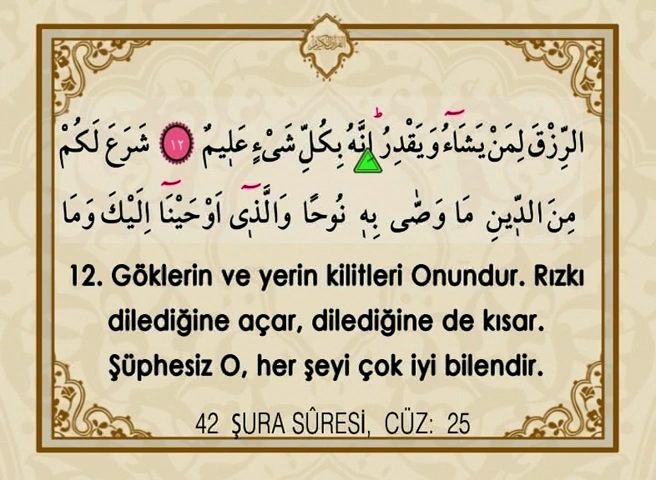 الرِّزْقَ لِمَنْ يَشَٓاءُ وَيَقْدِرُۜ اِنَّهُ بِكُلِّ شَىْءٍ عَلٖيمٌ ١٢ شَرَعَ لَكُمْ
مِنَ الدّٖينِ مَا وَصّٰى بِهٖ نُوحًا وَالَّذٖٓى اَوْحَيْنَٓا اِلَيْكَ وَمَا
12. Göklerin ve yerin kilitleri Onundur. Rızkı
dilediğine açar, dilediğine de kısar.
Şüphesiz O, her şeyi çok iyi bilendir.
42 ŞURA SÛRESİ, CÜZ: 25